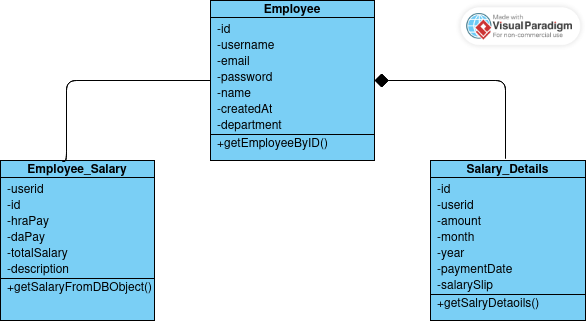 Employee
-id
-username
-email
-password
-name
-createdAt
-department
+getEmployeeByID()
Made with
Visual Paradigm
For non-commercial use
Employee_Salary
-userid
-id
-hraPay
-daPay
-totalSalary
-description
+getSalaryFromDBObject()
Salary_Details
-id
-userid
-amount
-month
-year
-paymentDate
-salarySlip
+getSalryDetaoils()